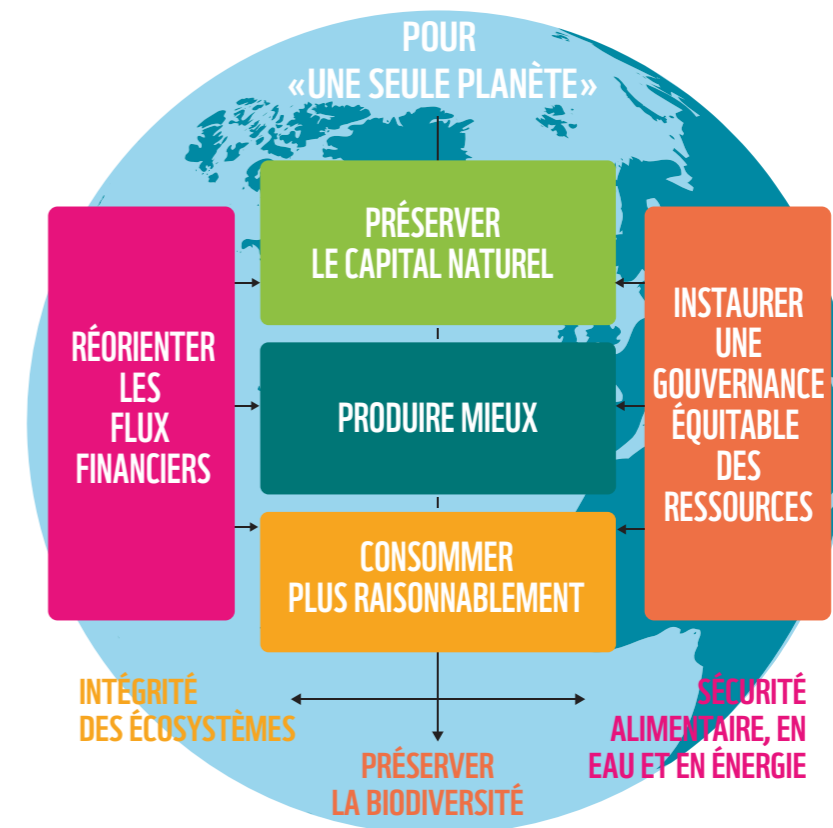 POUR
«UNE SEULE PLANÈTE»
PRÉSERVER
LE CAPITAL NATUREL
RÉORIENTER
LES
FLUX
FINANCIERS
PRODUIRE MIEUX
INSTAURER
UNE
GOUVERNANCE
ÉQUITABLE
DES
RESSOURCES
CONSOMMER
PLUS RAISONNABLEMENT
INTÉGRITÉ
DES ÉCOSYSTÈMES
PRÉSERVER
LA BIODIVERSITÉ
SÉCURITÉ
ALIMENTAIRE, EN
EAU ET EN ÉNERGIE